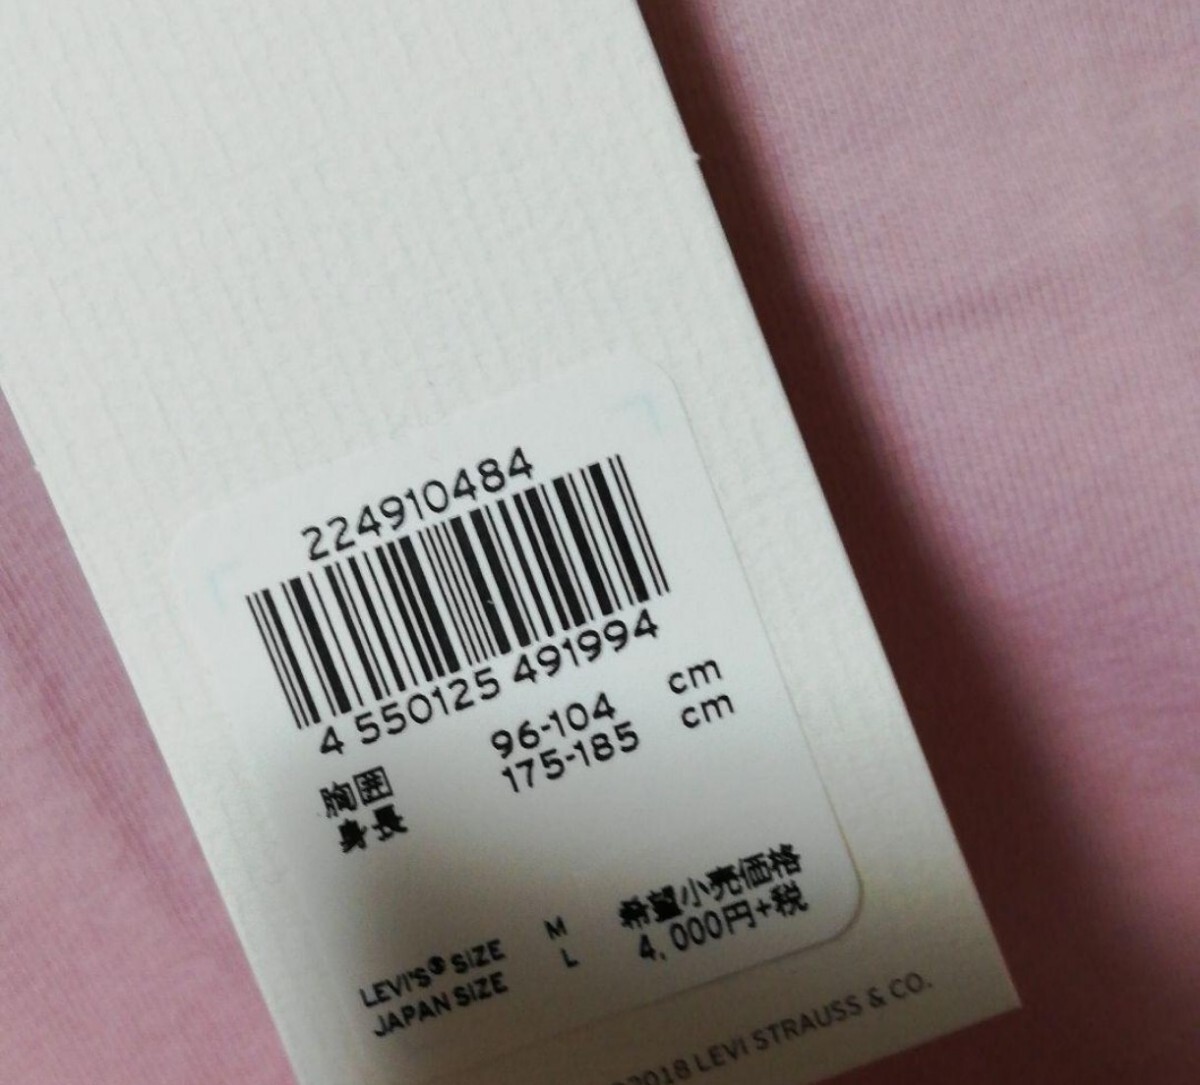 224910484
4 550125 491994
胸囲 96-104 cm
身長 175-185 cm
LEVI'S® SIZE M 希望小売価格
JAPAN SIZE L 4,000円+税
©2018 LEVI STRAUSS & CO.